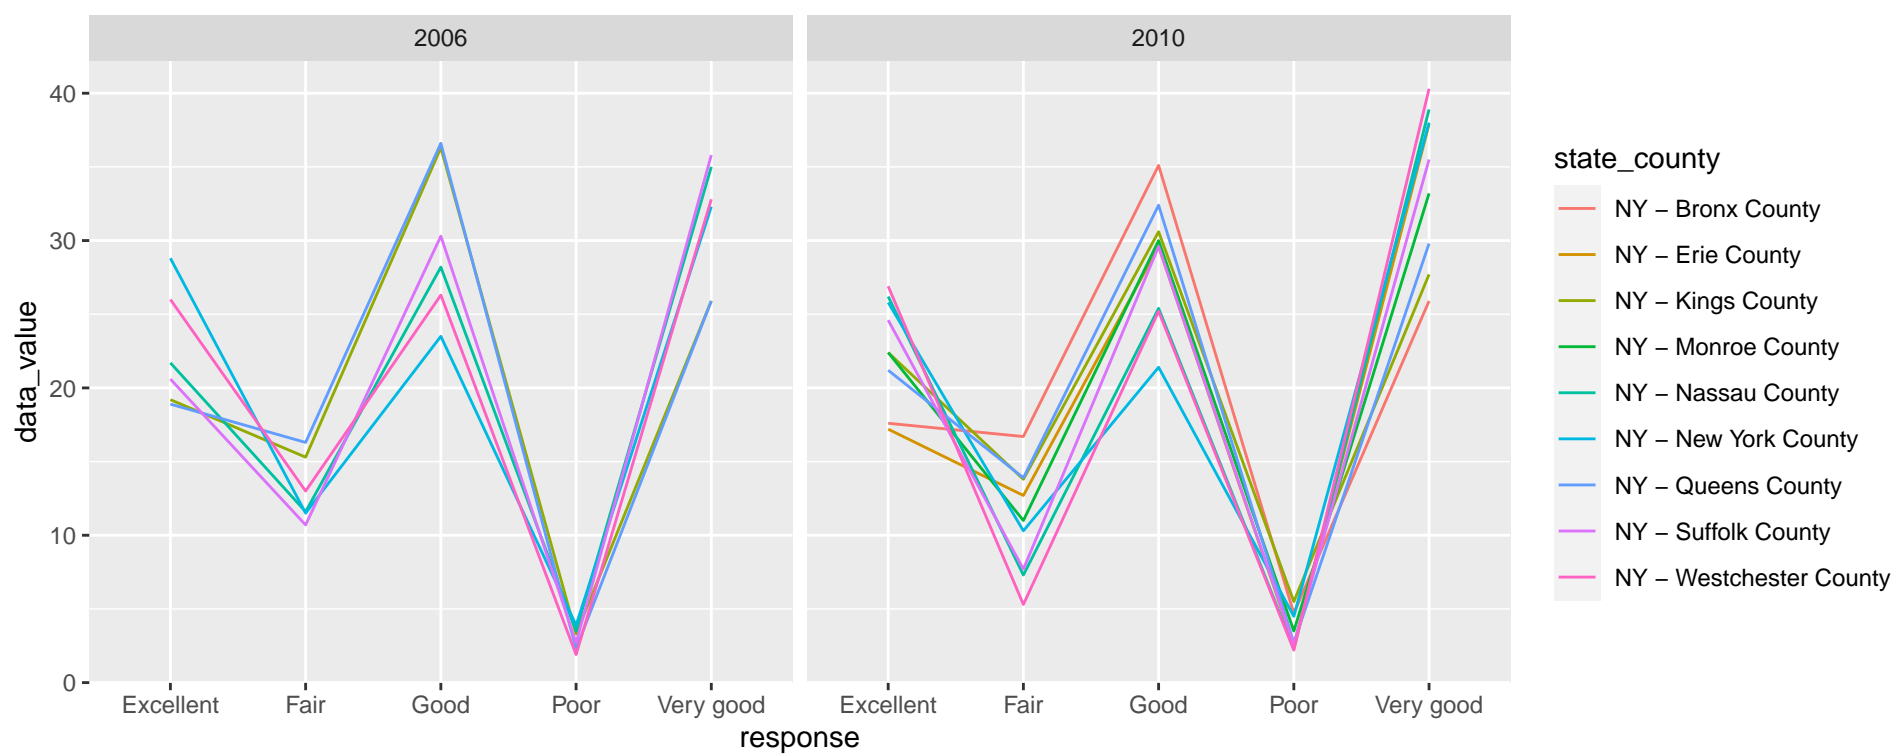 2006
2010
40
30
20
10
0
data_value
Excellent
Fair
Good
Poor
Very good
Excellent
Fair
Good
Poor
Very good
response
state_county
NY − Bronx County
NY − Erie County
NY − Kings County
NY − Monroe County
NY − Nassau County
NY − New York County
NY − Queens County
NY − Suffolk County
NY − Westchester County